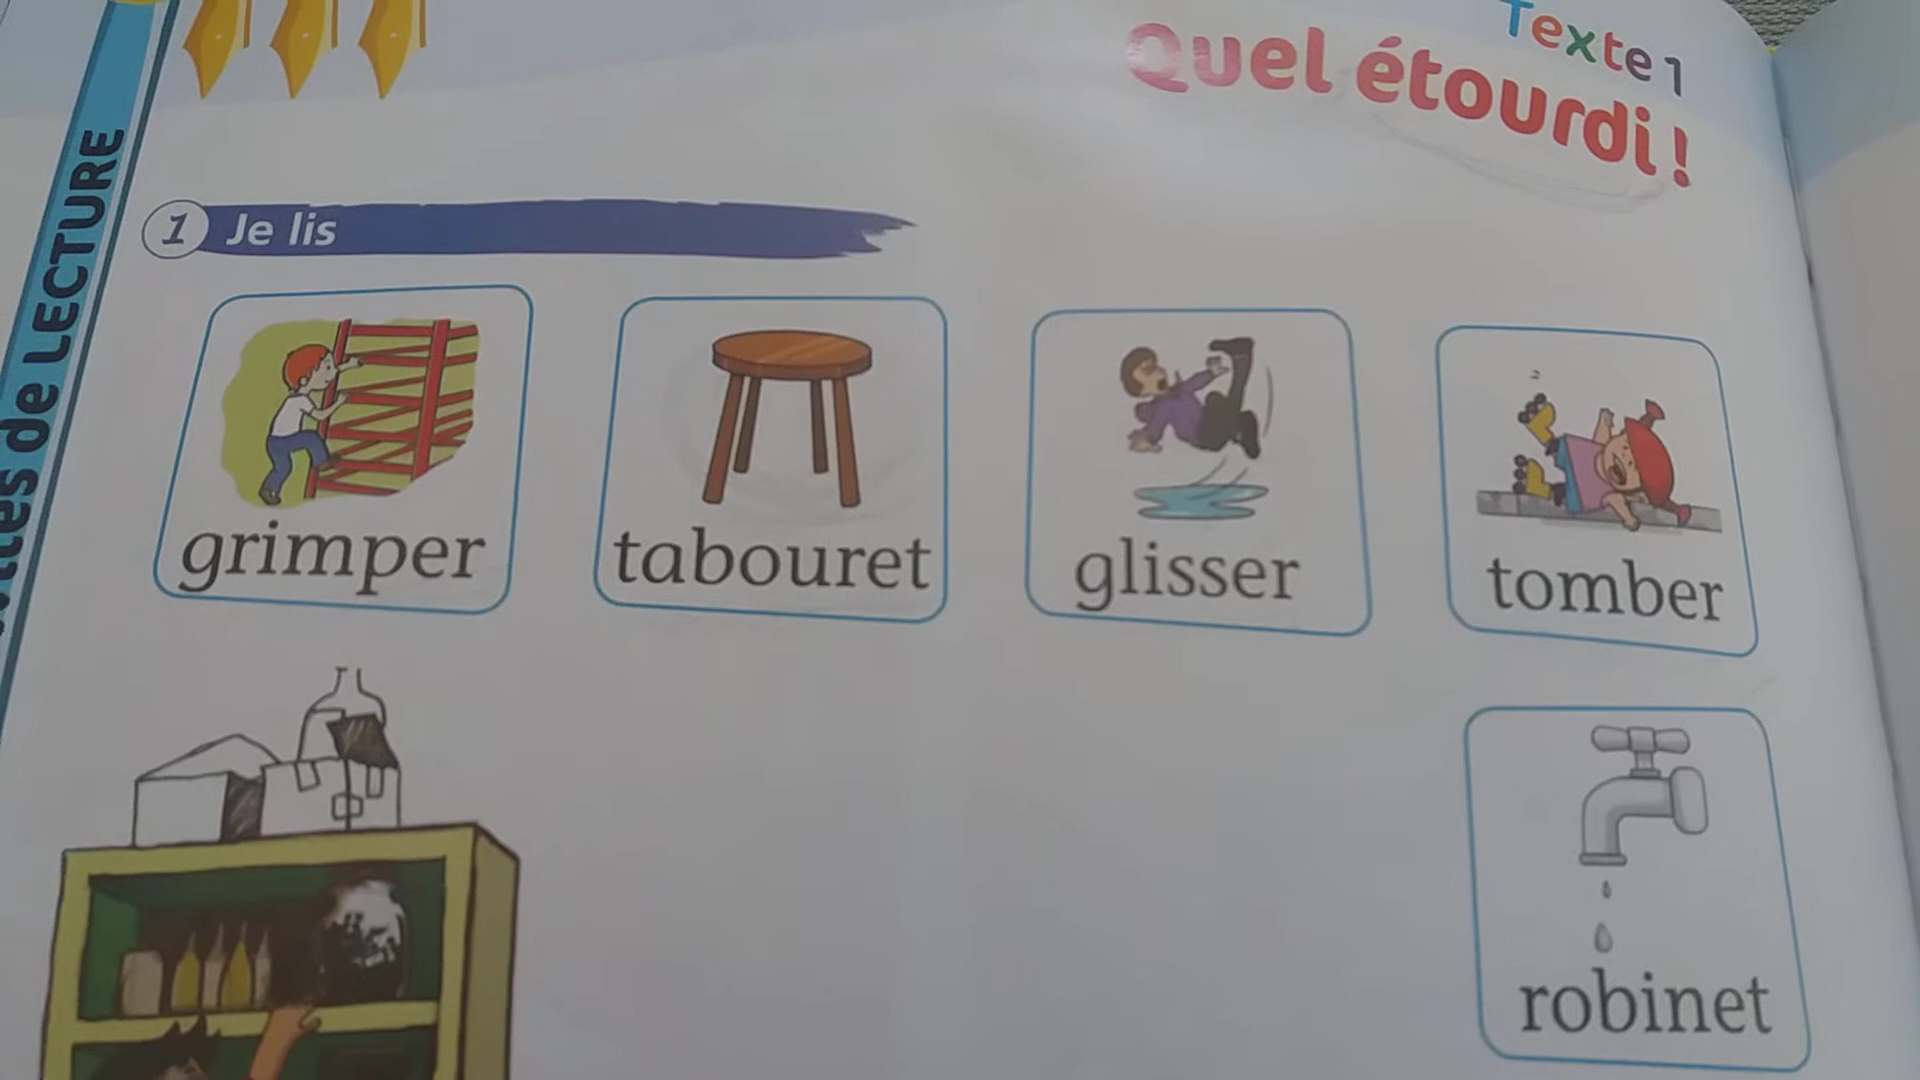 Texte 1
Quel étourdi !
de LECTURE
1 Je lis
grimper
tabouret
glisser
tomber
robinet